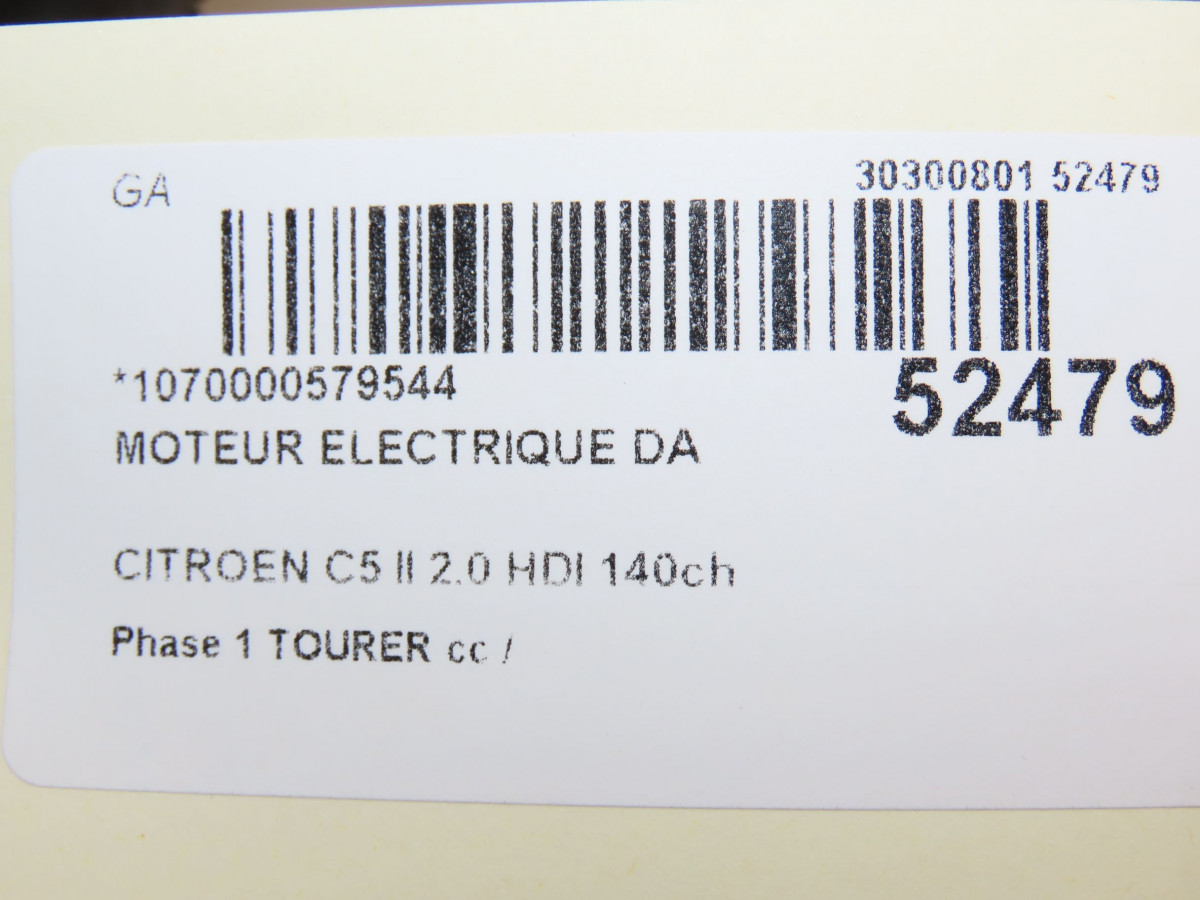 GA
30300801 52479
*1070000579544
52479
MOTEUR ELECTRIQUE DA
CITROEN C5 II 2.0 HDI 140ch
Phase 1 TOURER cc /